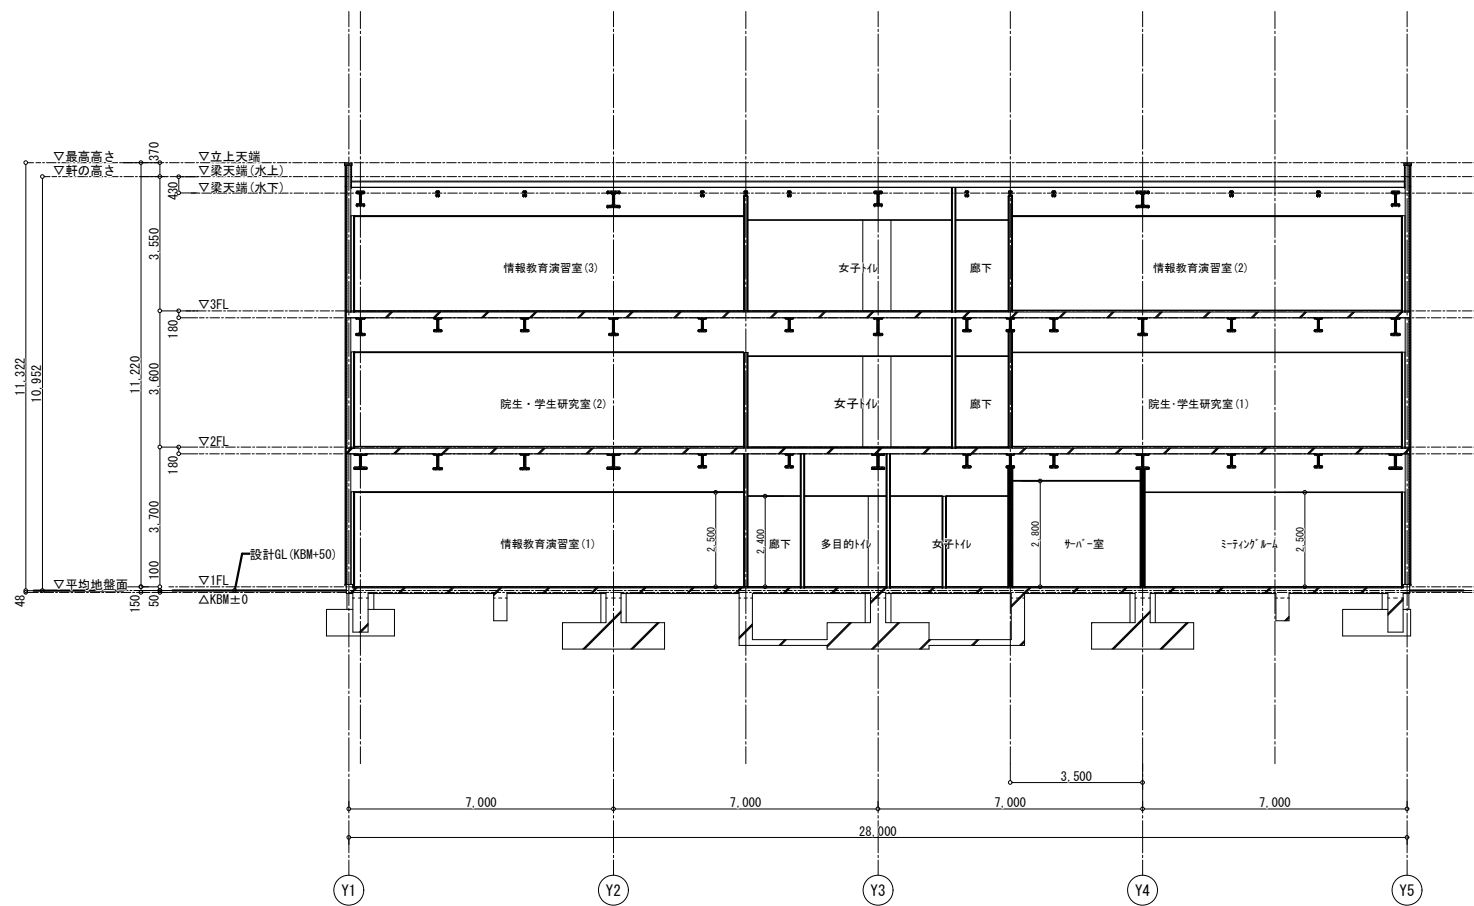 ▽最高高さ
370
▽立上天端
▽軒の高さ
▽梁天端(水上)
430
▽梁天端(水下)
3.550
情報教育演習室(3)
女子トイレ
廊下
情報教育演習室(2)
▽3FL
180
11.322
10.952
11.220
3.600
院生・学生研究室(2)
女子トイレ
廊下
院生・学生研究室(1)
▽2FL
180
3.700
2.500
2.400
2.800
2.500
情報教育演習室(1)
廊下
多目的トイレ
女子トイレ
サーバー室
ミーティングルーム
設計GL(KBM+50)
100
▽平均地盤面
▽1FL
48
150
50
△KBM±0
3.500
7.000
7.000
7.000
7.000
28.000
Y1
Y2
Y3
Y4
Y5